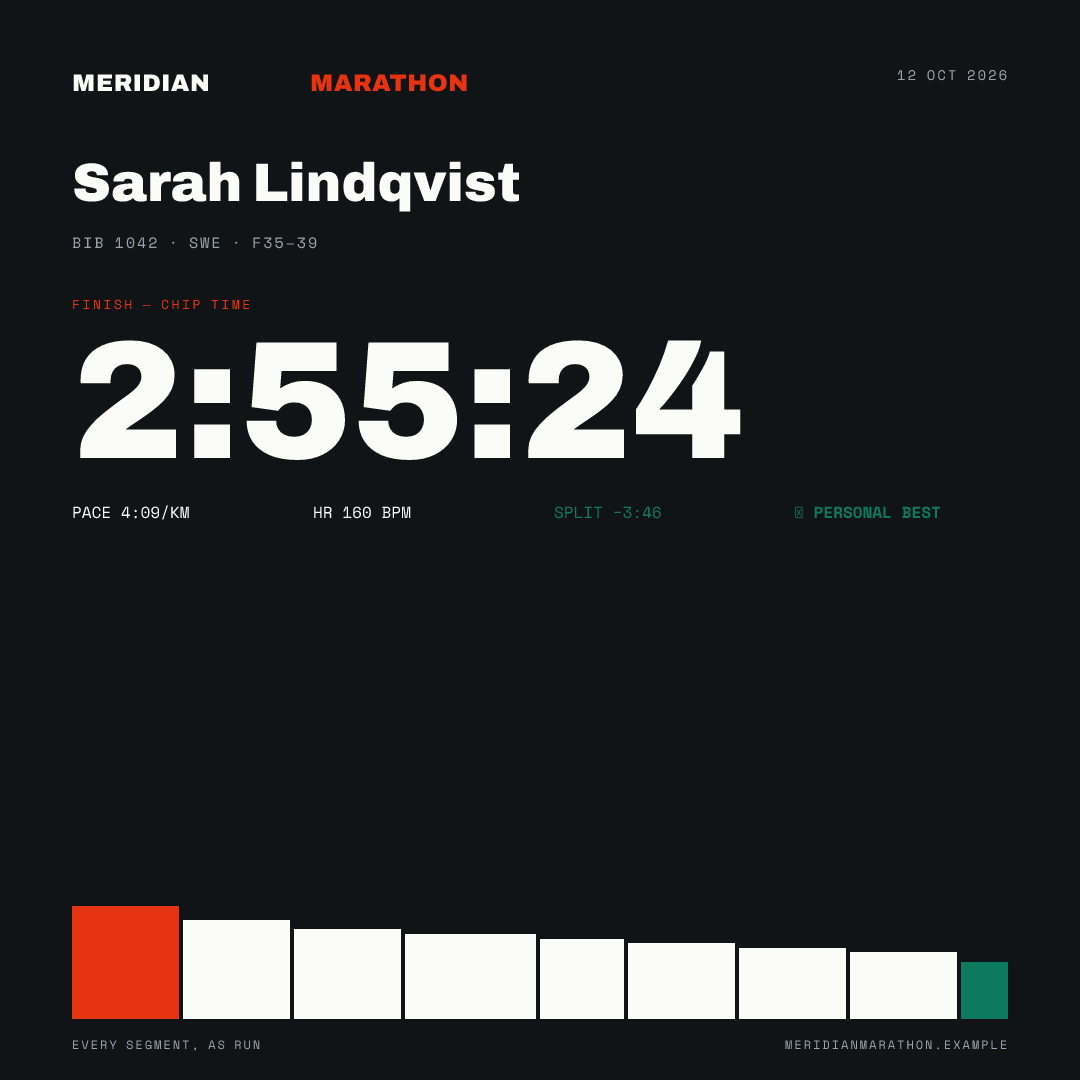 MERIDIAN MARATHON
12 OCT 2026
Sarah Lindqvist
BIB 1042 · SWE · F35–39
FINISH — CHIP TIME
2:55:24
PACE 4:09/KM HR 160 BPM SPLIT −3:46 PERSONAL BEST
EVERY SEGMENT, AS RUN
MERIDIANMARATHON.EXAMPLE